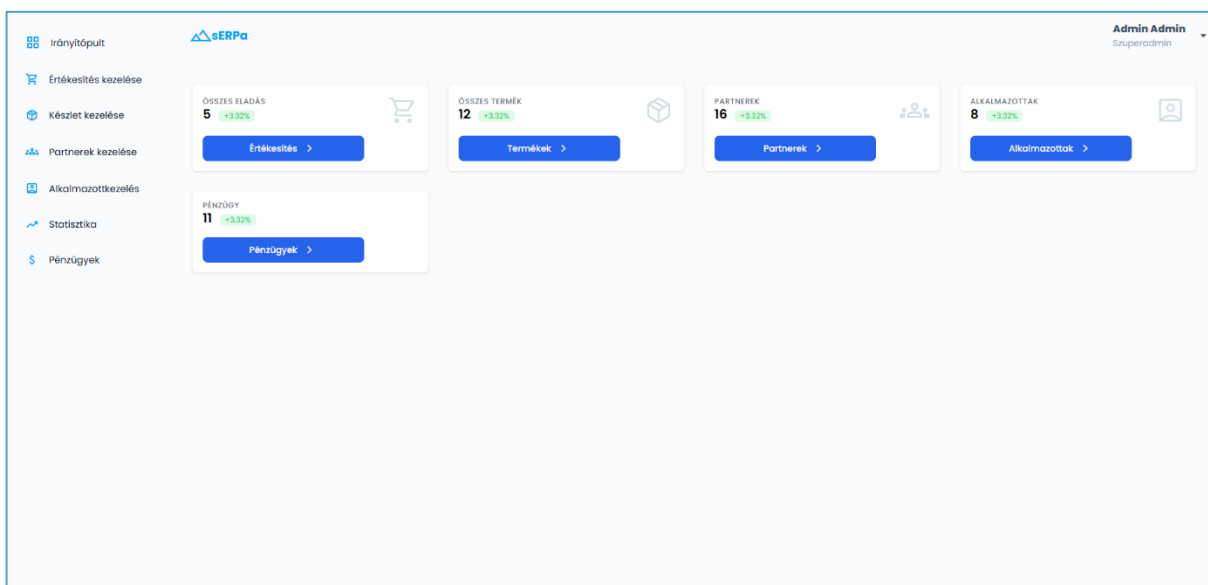 Irányítópult
Értékesítés kezelése
Készlet kezelése
Partnerek kezelése
Alkalmazottkezelés
Statisztika
$ Pénzügyek
sERPa
Admin Admin
Szuperadmin
ÖSSZES ELADÁS
5 +3.32%
Értékesítés >
ÖSSZES TERMÉK
12 +3.32%
Termékek >
PARTNEREK
16 +3.32%
Partnerek >
ALKALMAZOTTAK
8 +3.32%
Alkalmazottak >
PÉNZÜGY
11 +3.32%
Pénzügyek >